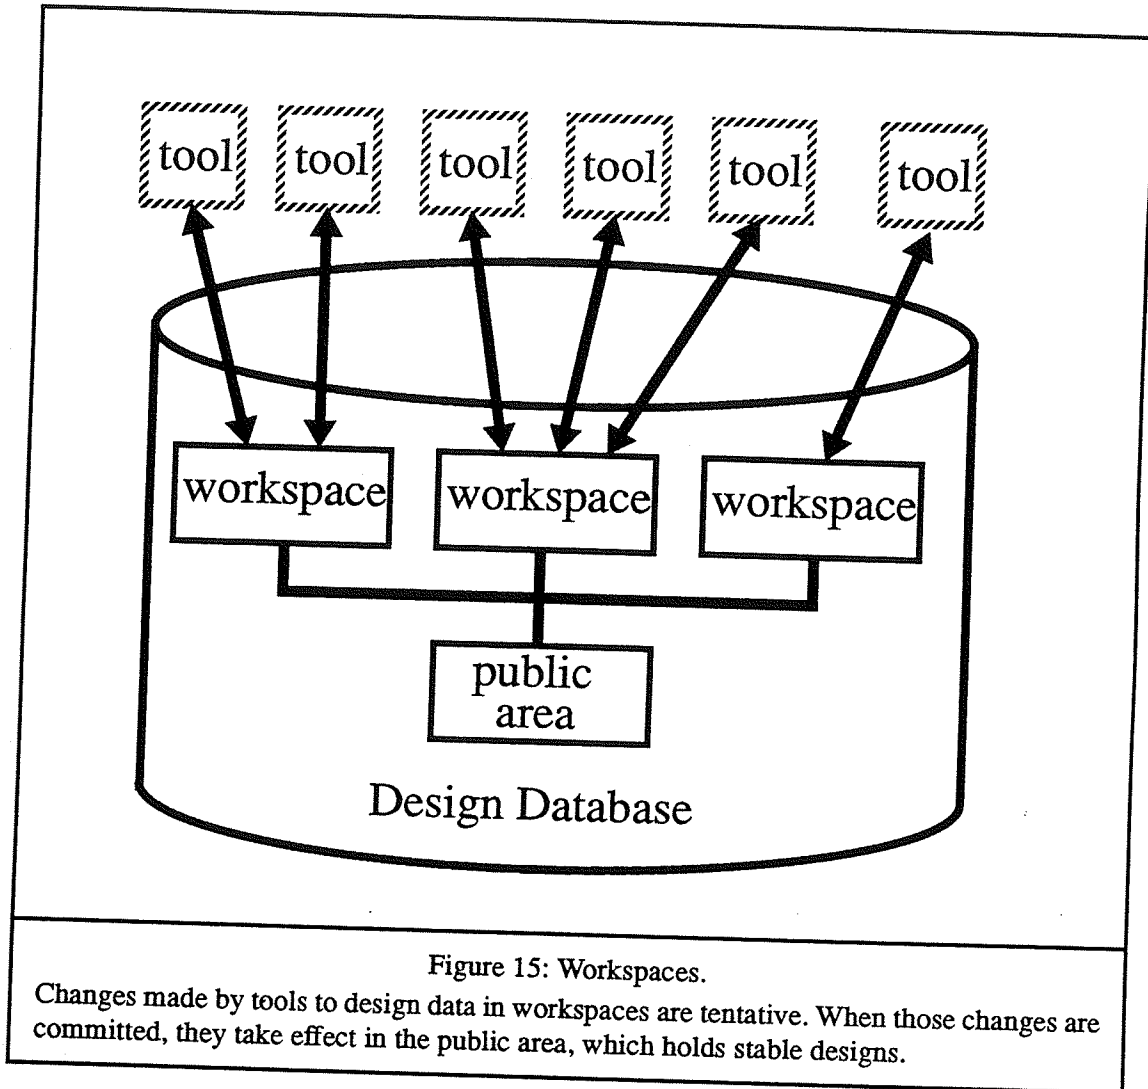 tool tool tool tool tool tool
workspace workspace workspace
public
area
Design Database
Figure 15: Workspaces.
Changes made by tools to design data in workspaces are tentative. When those changes are
committed, they take effect in the public area, which holds stable designs.